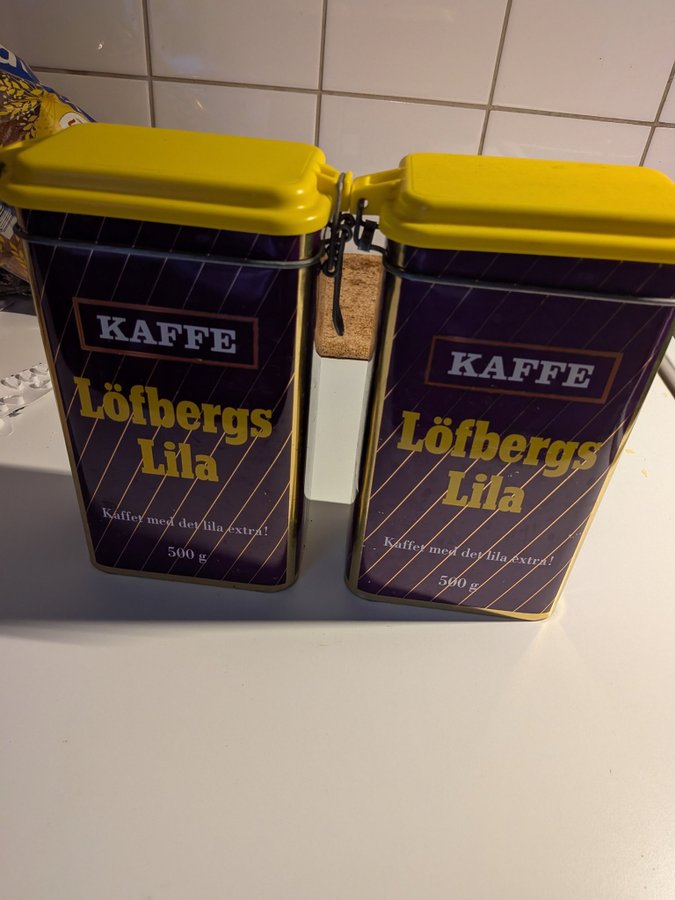 KAFFE
Löfbergs
Lila
Kaffet med det lila extra!
500 g
KAFFE
Löfbergs
Lila
Kaffet med det lila extra!
500 g